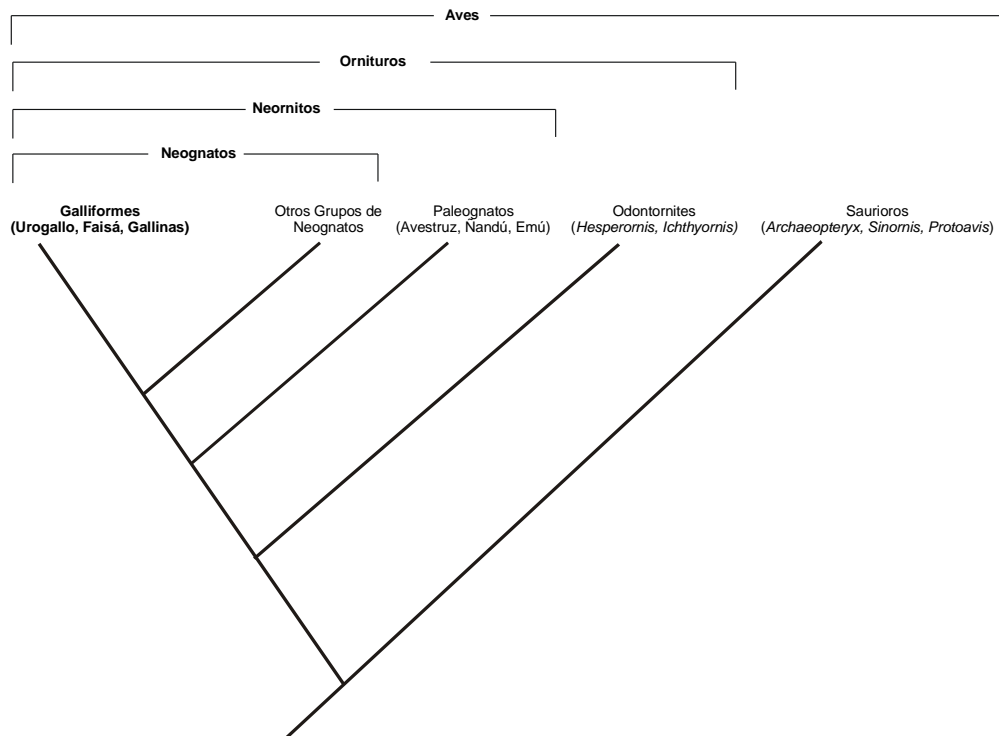 Aves
Ornituros
Neornitos
Neognatos
Galliformes
(Urogallo, Faisá, Gallinas)
Otros Grupos de
Neognatos
Paleognatos
(Avestruz, Ñandú, Emú)
Odontornites
(Hesperornis, Ichthyornis)
Saurioros
(Archaeopteryx, Sinornis, Protoavis)